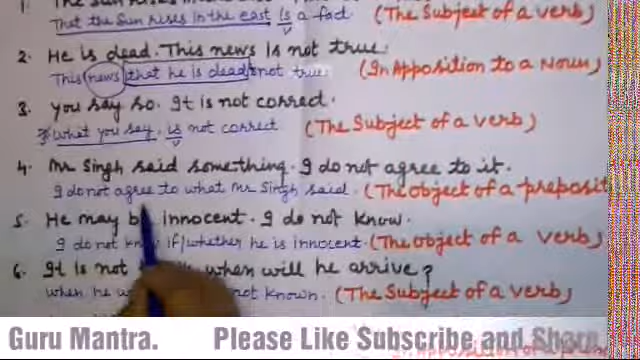 1. The Sun rises
That the Sun rises in the east is a fact (The Subject of a verb)
v
2. He is dead. This news is not true.
This news that he is dead not true. (In Apposition to a Noun)
3. You say so. It is not correct.
What you say, is not correct (The Subject of a verb)
v
4. Mr Singh said something. I do not agree to it.
I do not agree to what Mr Singh said. (The object of a preposit
5. He may be innocent. I do not know.
I do not know if/whether he is innocent. (The Object of a verb)
6. It is not when will he arrive?
when he not known. (The Subject of a verb)
Guru Mantra. Please Like Subscribe and Sharp